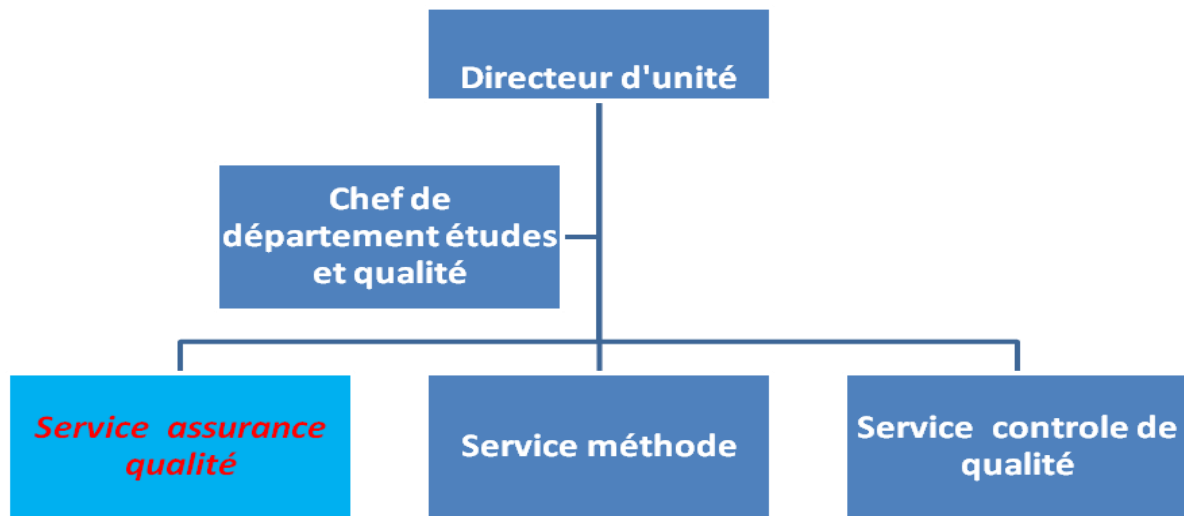 Directeur d'unité
Chef de
département études
et qualité
Service assurance
qualité
Service méthode
Service controle de
qualité